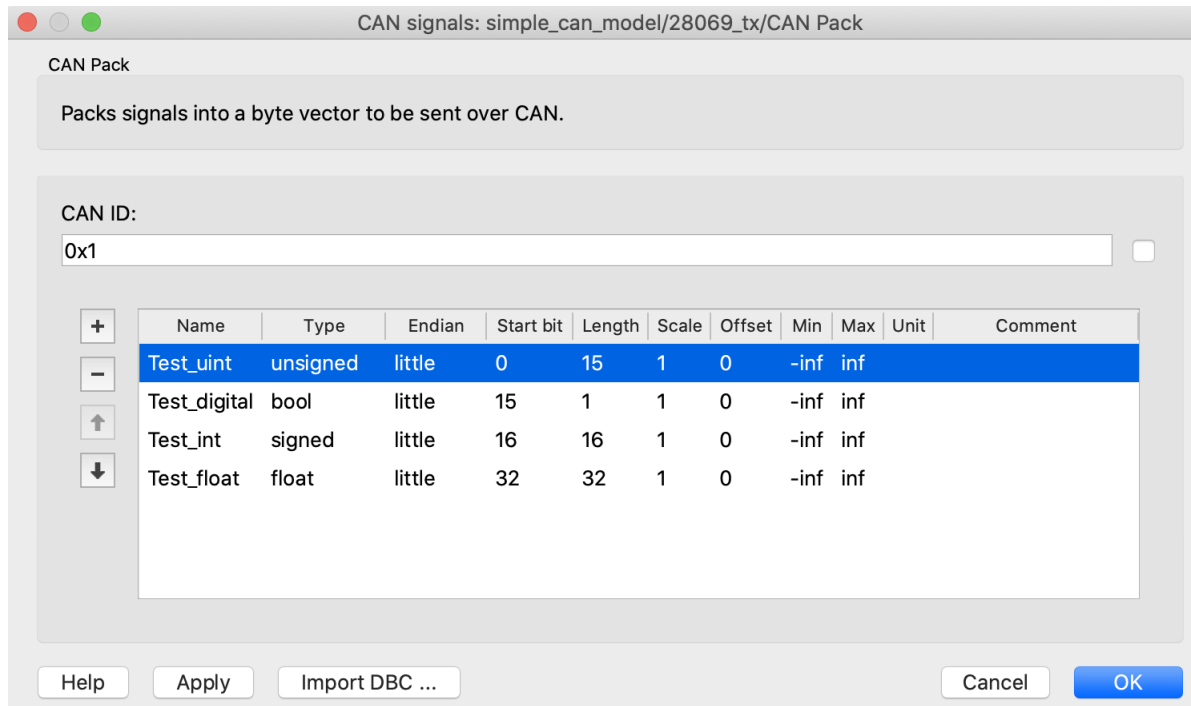 CAN signals: simple_can_model/28069_tx/CAN Pack
CAN Pack
Packs signals into a byte vector to be sent over CAN.
CAN ID:
0x1
Name Type Endian Start bit Length Scale Offset Min Max Unit Comment
Test_uint unsigned little 0 15 1 0 -inf inf
Test_digital bool little 15 1 1 0 -inf inf
Test_int signed little 16 16 1 0 -inf inf
Test_float float little 32 32 1 0 -inf inf
Help Apply Import DBC ... Cancel OK